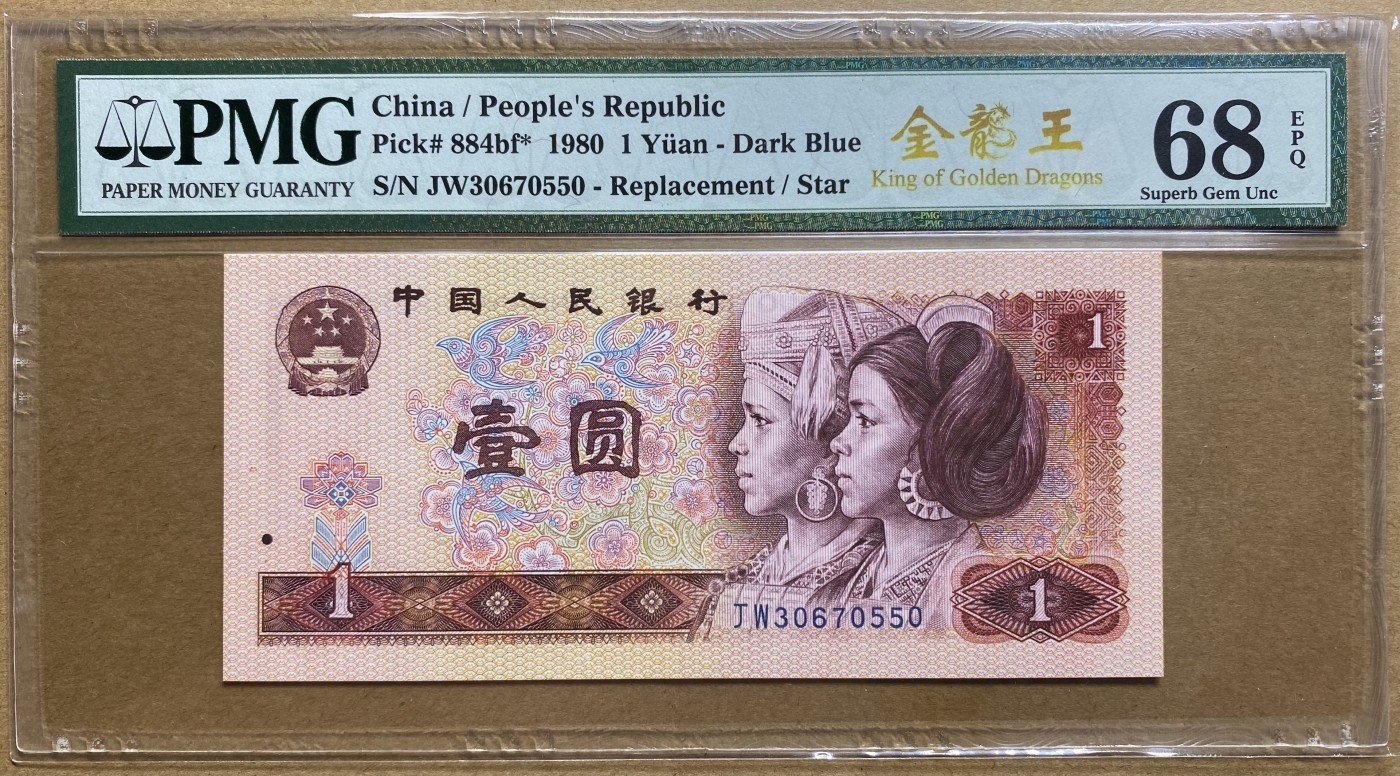 PMG
PAPER MONEY GUARANTY
China / People's Republic
Pick# 884bf* 1980 1 Yüan - Dark Blue
S/N JW30670550 - Replacement / Star
金龍王
King of Golden Dragons
68
EPQ
Superb Gem Unc
中国人民银行
1
壹圆
1
JW30670550
1